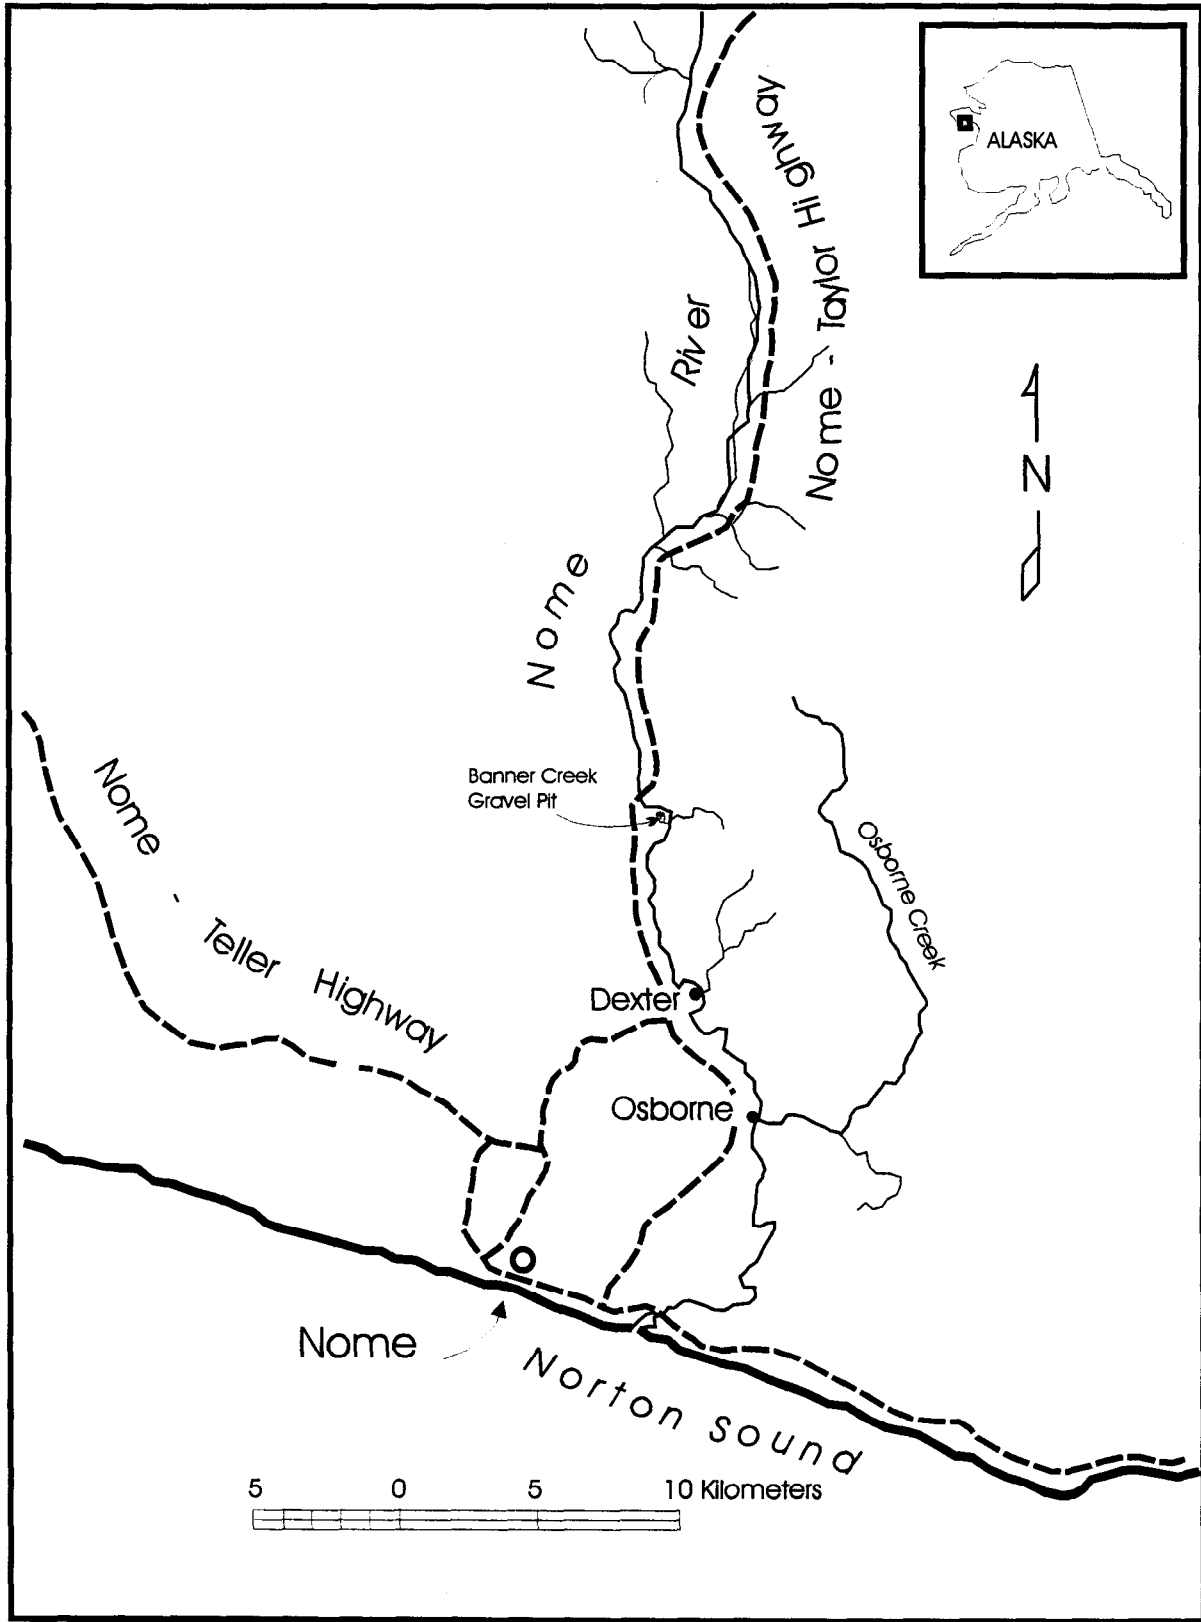 ALASKA
Nome - Taylor Highway
N
Nome River
Banner Creek
Gravel Pit
Osborne Creek
Nome - Teller Highway
Dexter
Osborne
Nome
Norton Sound
5 0 5 10 Kilometers